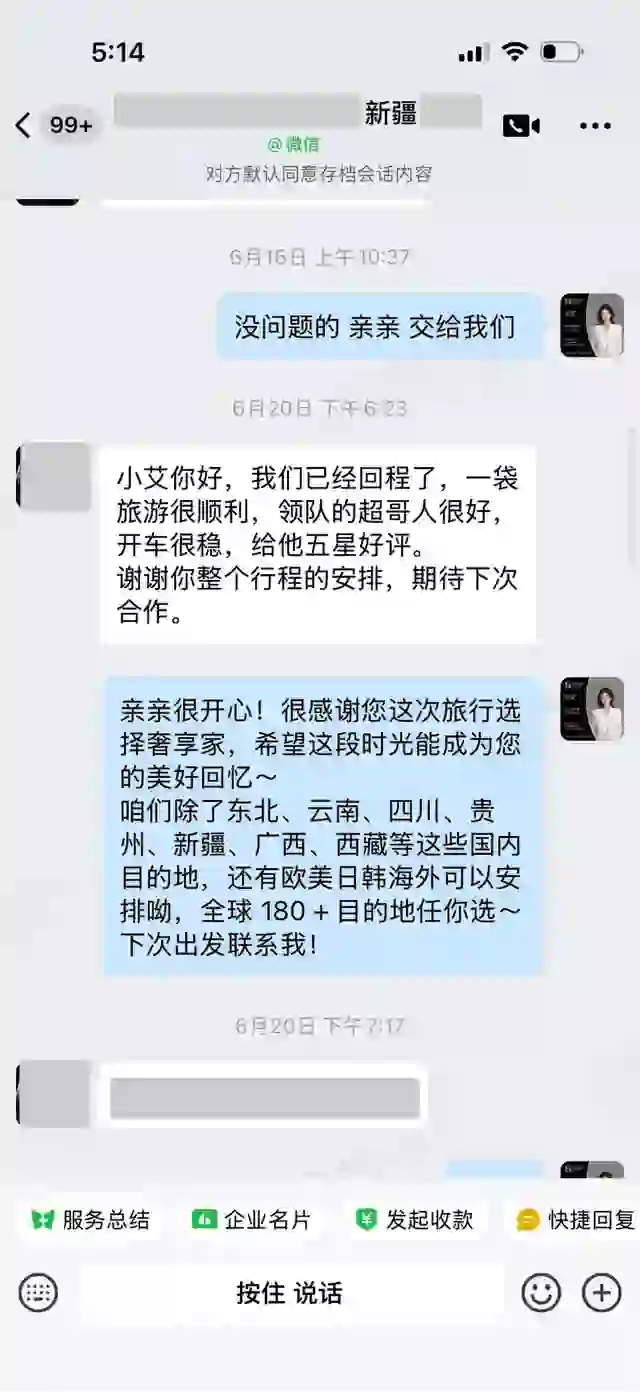 5:14
99+
新疆
@微信
对方默认同意存档会话内容
6月16日 上午10:37
没问题的 亲亲 交给我们
6月20日 下午6:23
小艾你好，我们已经回程了，一袋
旅游很顺利，领队的超哥人很好，
开车很稳，给他五星好评。
谢谢你整个行程的安排，期待下次
合作。
亲亲很开心！很感谢您这次旅行选
择奢享家，希望这段时光能成为您
的美好回忆～
咱们除了东北、云南、四川、贵
州、新疆、广西、西藏等这些国内
目的地，还有欧美日韩海外可以安
排呦，全球 180 + 目的地任你选～
下次出发联系我！
6月20日 下午7:17
服务总结
企业名片
发起收款
快捷回复
按住 说话